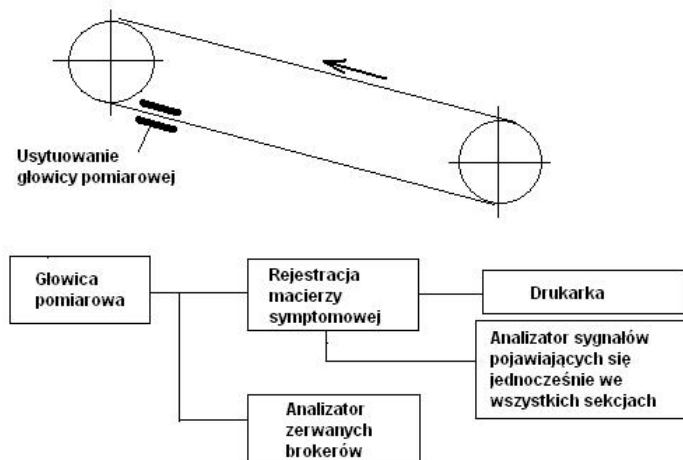 Usytuowanie
głowicy pomiarowej
Głowica
pomiarowa
Rejestracja
macierzy
symptomowej
Drukarka
Analizator sygnałów
pojawiających się
jednocześnie we
wszystkich sekcjach
Analizator
zerwanych
brokerów